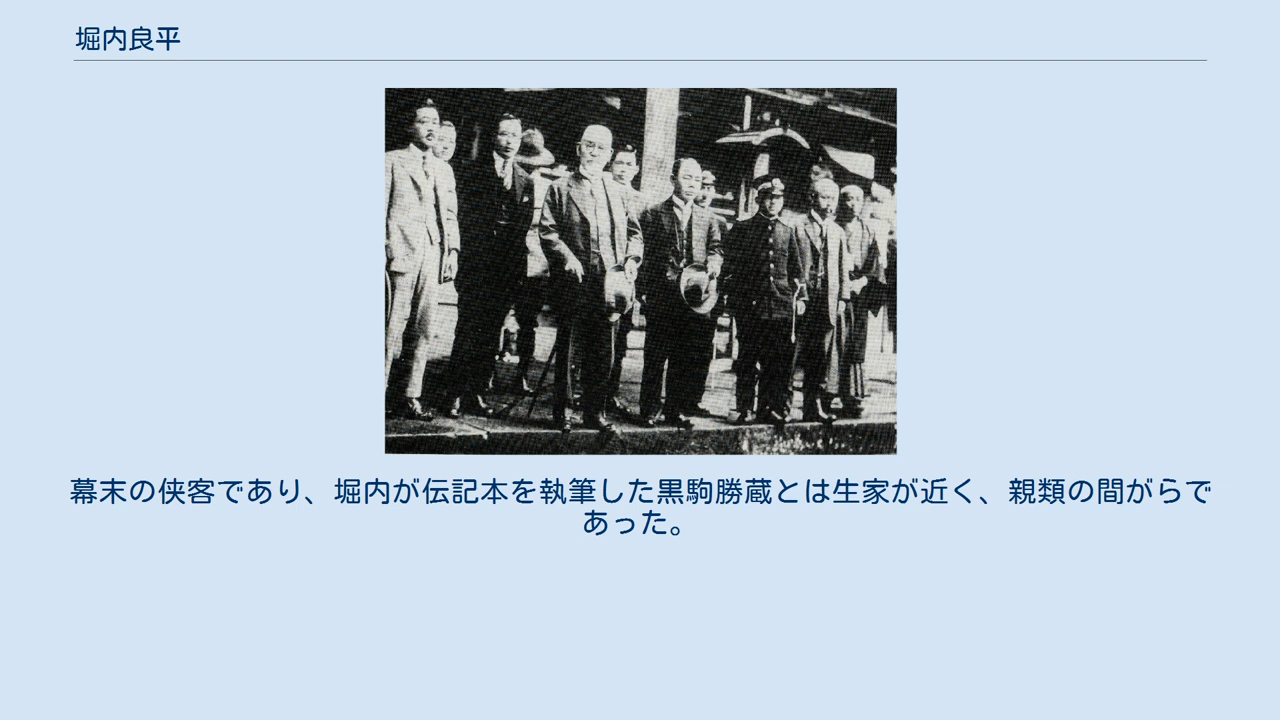 堀内良平
幕末の侠客であり、堀内が伝記本を執筆した黒駒勝蔵とは生家が近く、親類の間がらで
あった。